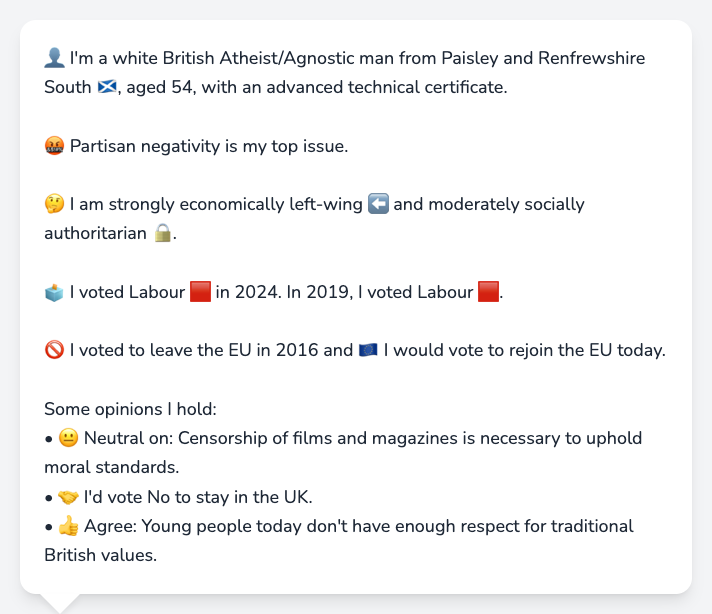 👤 I'm a white British Atheist/Agnostic man from Paisley and Renfrewshire
South 🏴󠁧󠁢󠁳󠁣󠁴󠁿, aged 54, with an advanced technical certificate.
🤬 Partisan negativity is my top issue.
🤔 I am strongly economically left-wing ⬅️ and moderately socially
authoritarian 🔒.
🗳️ I voted Labour 🟥 in 2024. In 2019, I voted Labour 🟥.
🚫 I voted to leave the EU in 2016 and 🇪🇺 I would vote to rejoin the EU today.
Some opinions I hold:
• 😐 Neutral on: Censorship of films and magazines is necessary to uphold
moral standards.
• 🤝 I'd vote No to stay in the UK.
• 👍 Agree: Young people today don't have enough respect for traditional
British values.